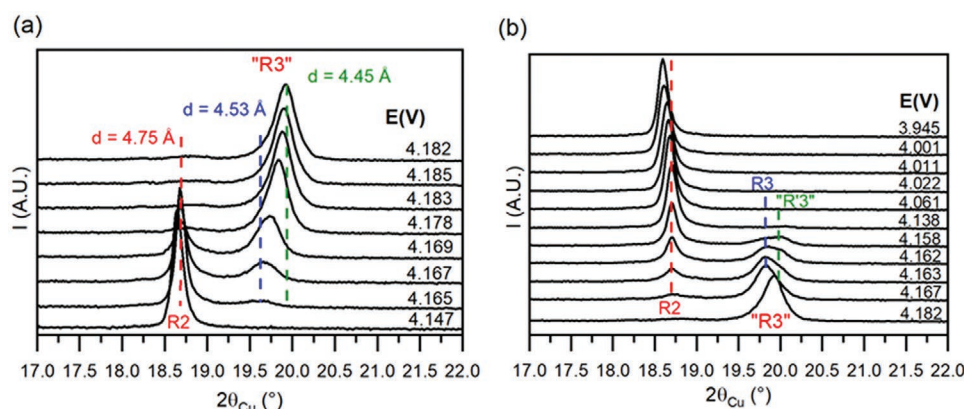 (a)
"R3"
d = 4.45 Å
d = 4.53 Å
d = 4.75 Å
E(V)
4.182
4.185
4.183
4.178
4.169
4.167
4.165
4.147
R2
I (A.U.)
17.0 17.5 18.0 18.5 19.0 19.5 20.0 20.5 21.0 21.5 22.0
2θCu (°)
(b)
E(V)
3.945
4.001
4.011
4.022
4.061
4.138
4.158
4.162
4.163
4.167
4.182
R3
"R'3"
R2
"R3"
I (A.U.)
17.0 17.5 18.0 18.5 19.0 19.5 20.0 20.5 21.0 21.5 22.0
2θCu (°)